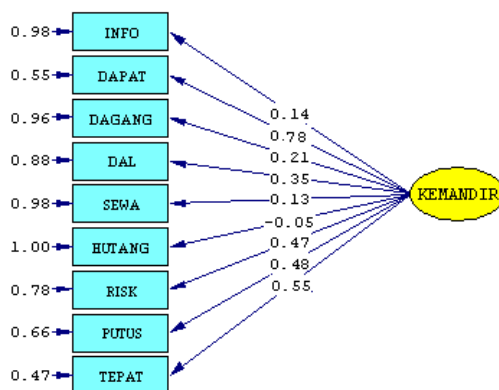 0.98 INFO
0.55 DAPAT
0.96 DAGANG
0.88 DAL
0.98 SEWA
1.00 HUTANG
0.78 RISK
0.66 PUTUS
0.47 TEPAT
0.14
0.78
0.21
0.35
0.13
-0.05
0.47
0.48
0.55
KEMANDIR